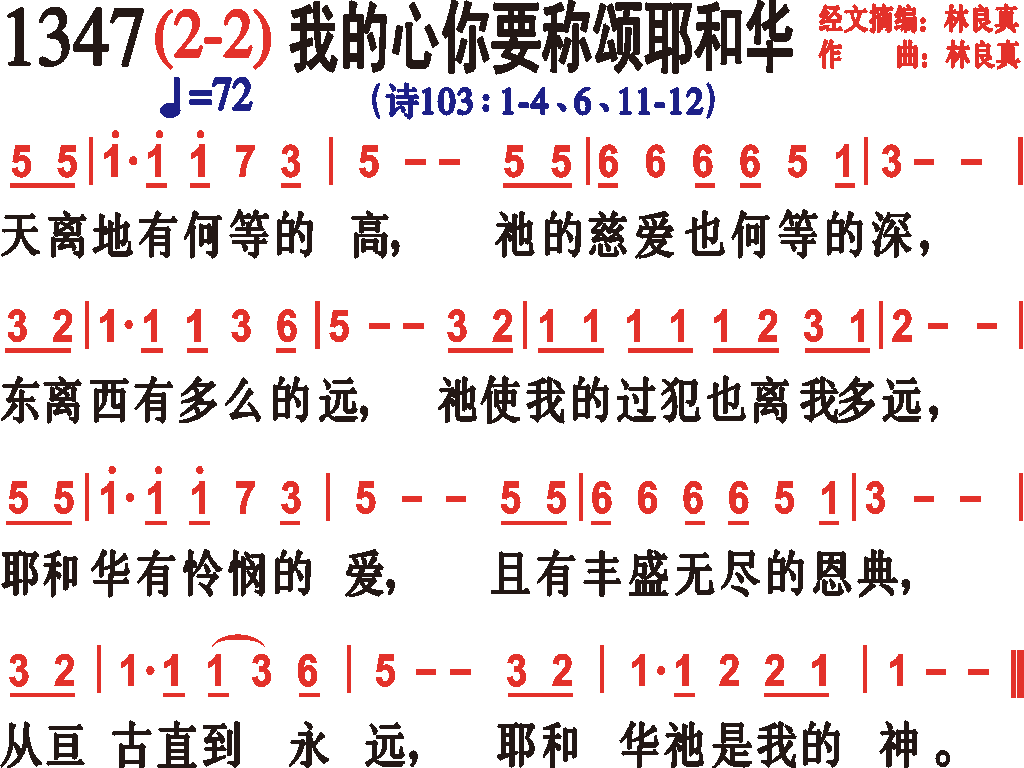 1347(2-2) 我的心你要称颂耶和华 经文摘编：林良真
作　曲：林良真
♩=72 (诗103：1-4、6、11-12)
5 5 | 1̇· 1̇ 1̇ 7 3 | 5 - - 5 5 | 6 6 6 6 5 1 | 3 - - |
天离地有何等的 高, 祂的慈爱也何等的深,
3 2 | 1· 1 1 3 6 | 5 - - 3 2 | 1 1 1 1 1 2 3 1 | 2 - - |
东离西有多么的远, 祂使我的过犯也离我多远,
5 5 | 1̇· 1̇ 1̇ 7 3 | 5 - - 5 5 | 6 6 6 6 5 1 | 3 - - |
耶和华有怜悯的 爱, 且有丰盛无尽的恩典,
3 2 | 1· 1 1 3 6 | 5 - - 3 2 | 1· 1 2 2 1 | 1 - - ‖
从亘 古直到 永 远, 耶和 华祂是我的 神。